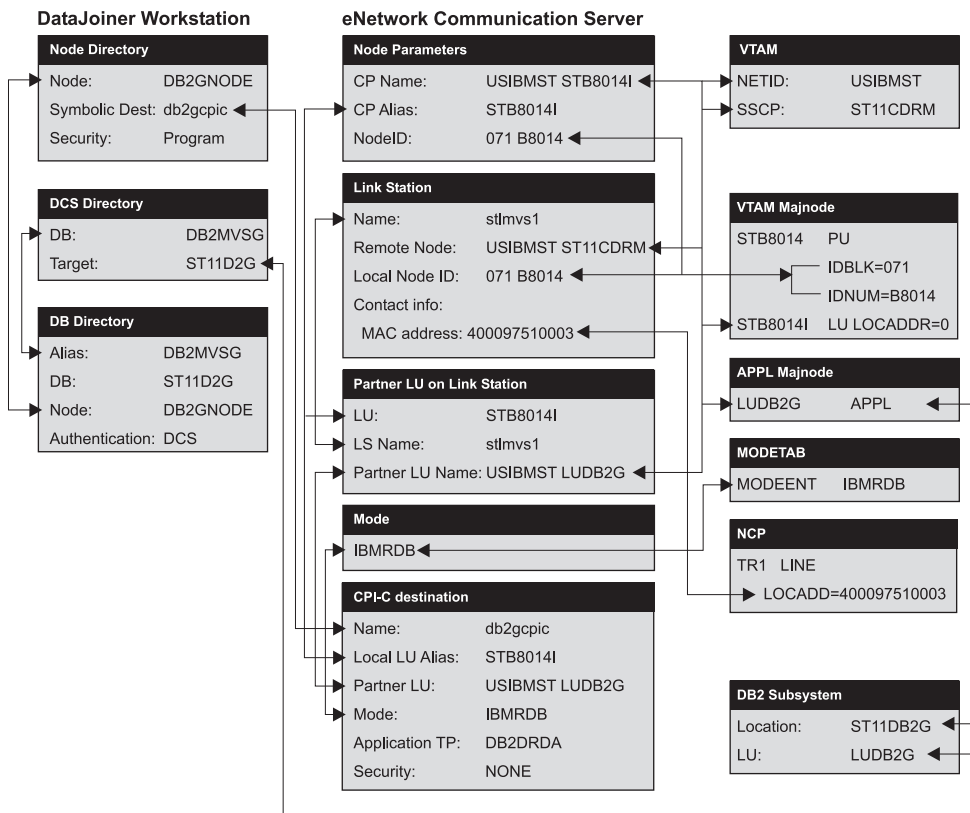 DataJoiner Workstation
Node Directory
Node: DB2GNODE
Symbolic Dest: db2gcpic
Security: Program
DCS Directory
DB: DB2MVSG
Target: ST11D2G
DB Directory
Alias: DB2MVSG
DB: ST11D2G
Node: DB2GNODE
Authentication: DCS
eNetwork Communication Server
Node Parameters
CP Name: USIBMST STB8014I
CP Alias: STB8014I
NodeID: 071 B8014
Link Station
Name: stlmvs1
Remote Node: USIBMST ST11CDRM
Local Node ID: 071 B8014
Contact info:
MAC address: 400097510003
Partner LU on Link Station
LU: STB8014I
LS Name: stlmvs1
Partner LU Name: USIBMST LUDB2G
Mode
IBMRDB
CPI-C destination
Name: db2gcpic
Local LU Alias: STB8014I
Partner LU: USIBMST LUDB2G
Mode: IBMRDB
Application TP: DB2DRDA
Security: NONE
VTAM
NETID: USIBMST
SSCP: ST11CDRM
VTAM Majnode
STB8014 PU
IDBLK=071
IDNUM=B8014
STB8014I LU LOCADDR=0
APPL Majnode
LUDB2G APPL
MODETAB
MODEENT IBMRDB
NCP
TR1 LINE
LOCADD=400097510003
DB2 Subsystem
Location: ST11DB2G
LU: LUDB2G